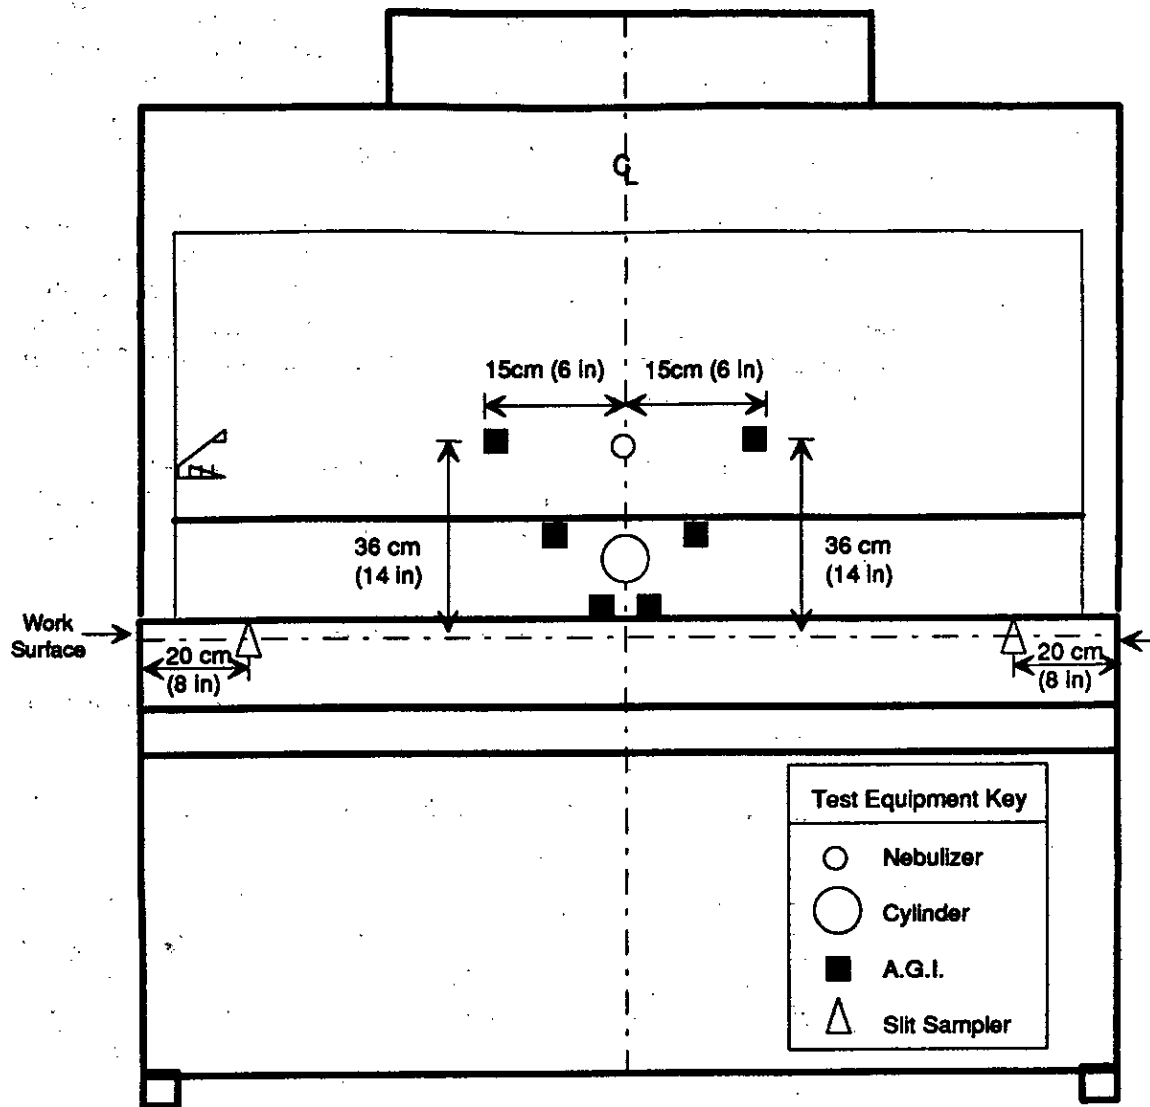 CL
15cm (6 in)
15cm (6 in)
36 cm
(14 in)
36 cm
(14 in)
Work
Surface
20 cm
(8 in)
20 cm
(8 in)
Test Equipment Key
Nebulizer
Cylinder
A.G.I.
Slit Sampler